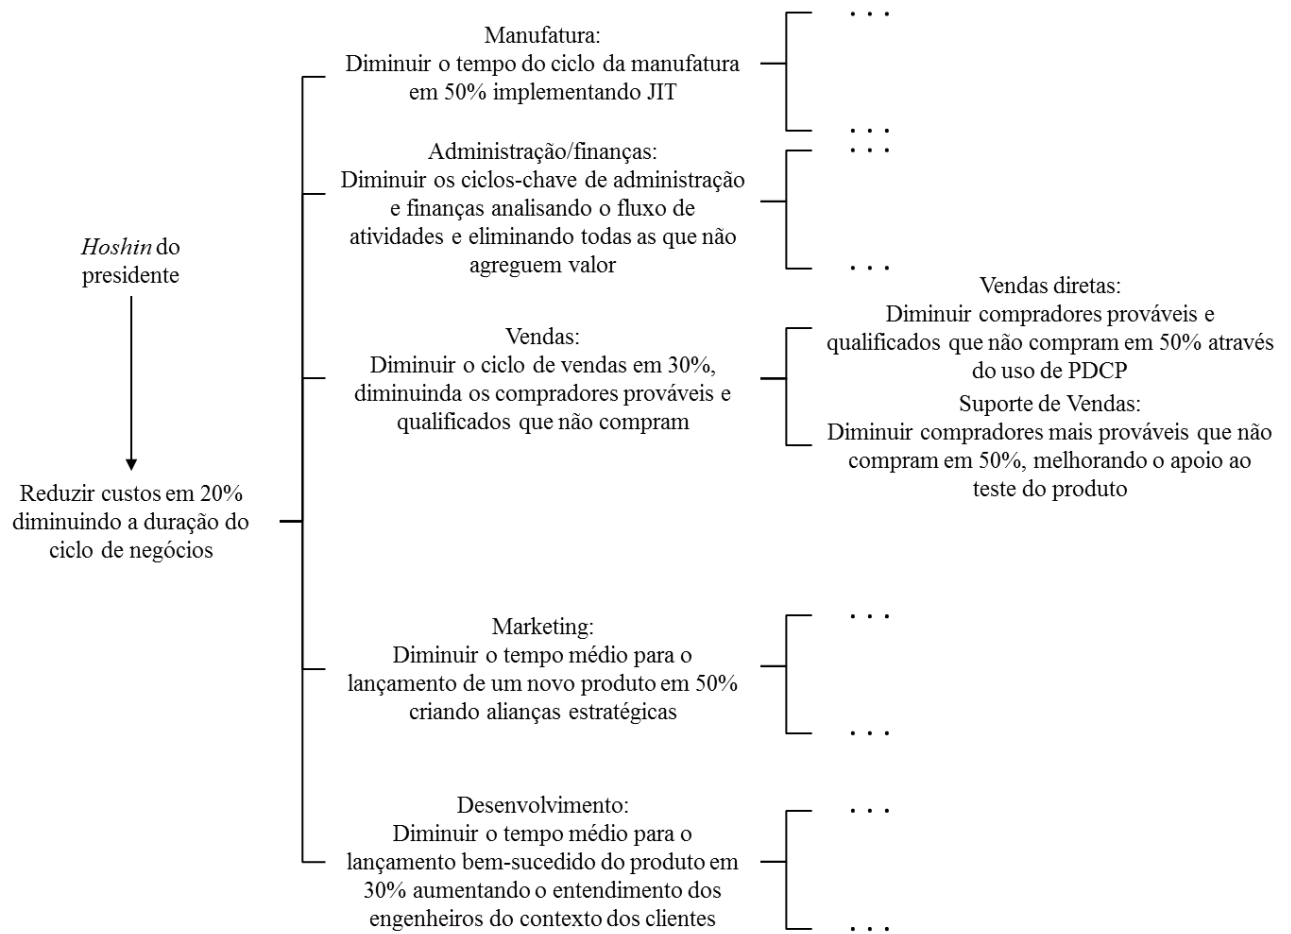 Hoshin do
presidente
Reduzir custos em 20%
diminuindo a duração do
ciclo de negócios
Manufatura:
Diminuir o tempo do ciclo da manufatura
em 50% implementando JIT
. . .
. . .
Administração/finanças:
Diminuir os ciclos-chave de administração
e finanças analisando o fluxo de
atividades e eliminando todas as que não
agreguem valor
. . .
. . .
Vendas:
Diminuir o ciclo de vendas em 30%,
diminuinda os compradores prováveis e
qualificados que não compram
Vendas diretas:
Diminuir compradores prováveis e
qualificados que não compram em 50% através
do uso de PDCP
Suporte de Vendas:
Diminuir compradores mais prováveis que não
compram em 50%, melhorando o apoio ao
teste do produto
Marketing:
Diminuir o tempo médio para o
lançamento de um novo produto em 50%
criando alianças estratégicas
. . .
. . .
Desenvolvimento:
Diminuir o tempo médio para o
lançamento bem-sucedido do produto em
30% aumentando o entendimento dos
engenheiros do contexto dos clientes
. . .
. . .